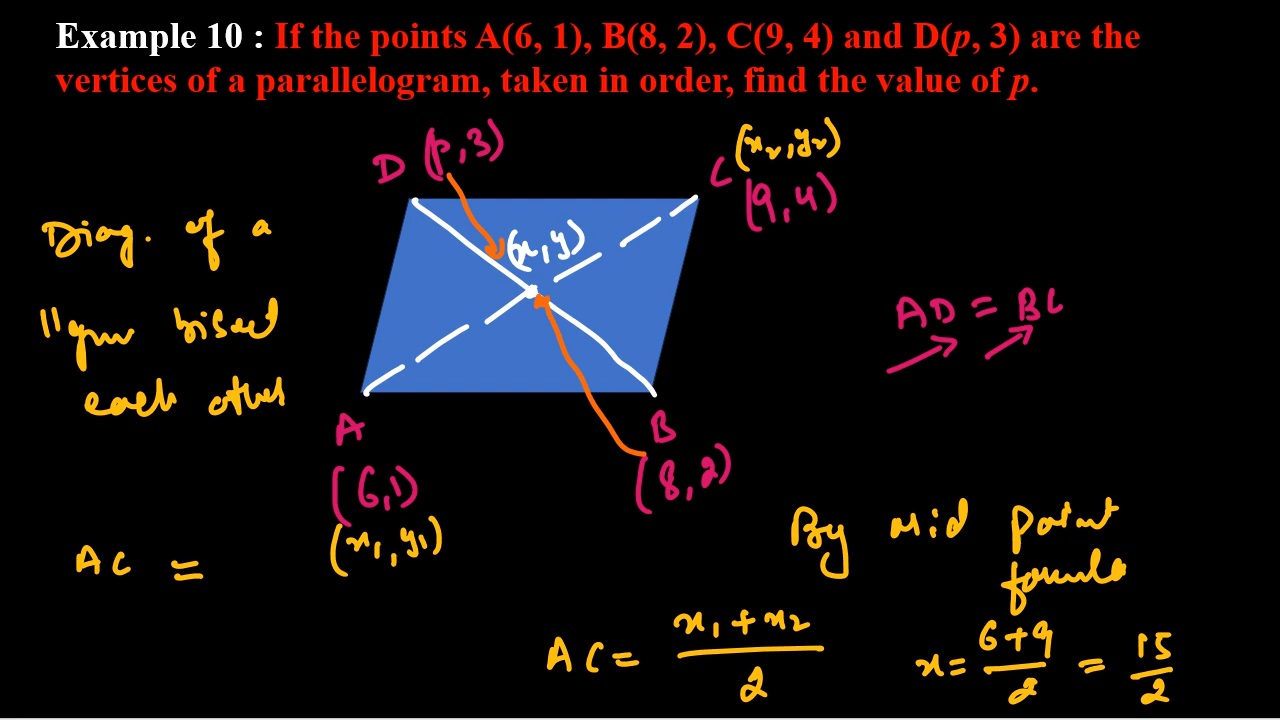 Example 10 : If the points A(6, 1), B(8, 2), C(9, 4) and D(p, 3) are the
vertices of a parallelogram, taken in order, find the value of p.
D (p,3)
C (x₂,y₂)
(9,4)
Diag. of a
(x,y)
||gm bisect
each other
AD = BC
A
B
(6,1)
(8,2)
(x₁,y₁)
By Mid point
formula
AC =
AC = x₁+x₂/2
x = 6+9/2 = 15/2